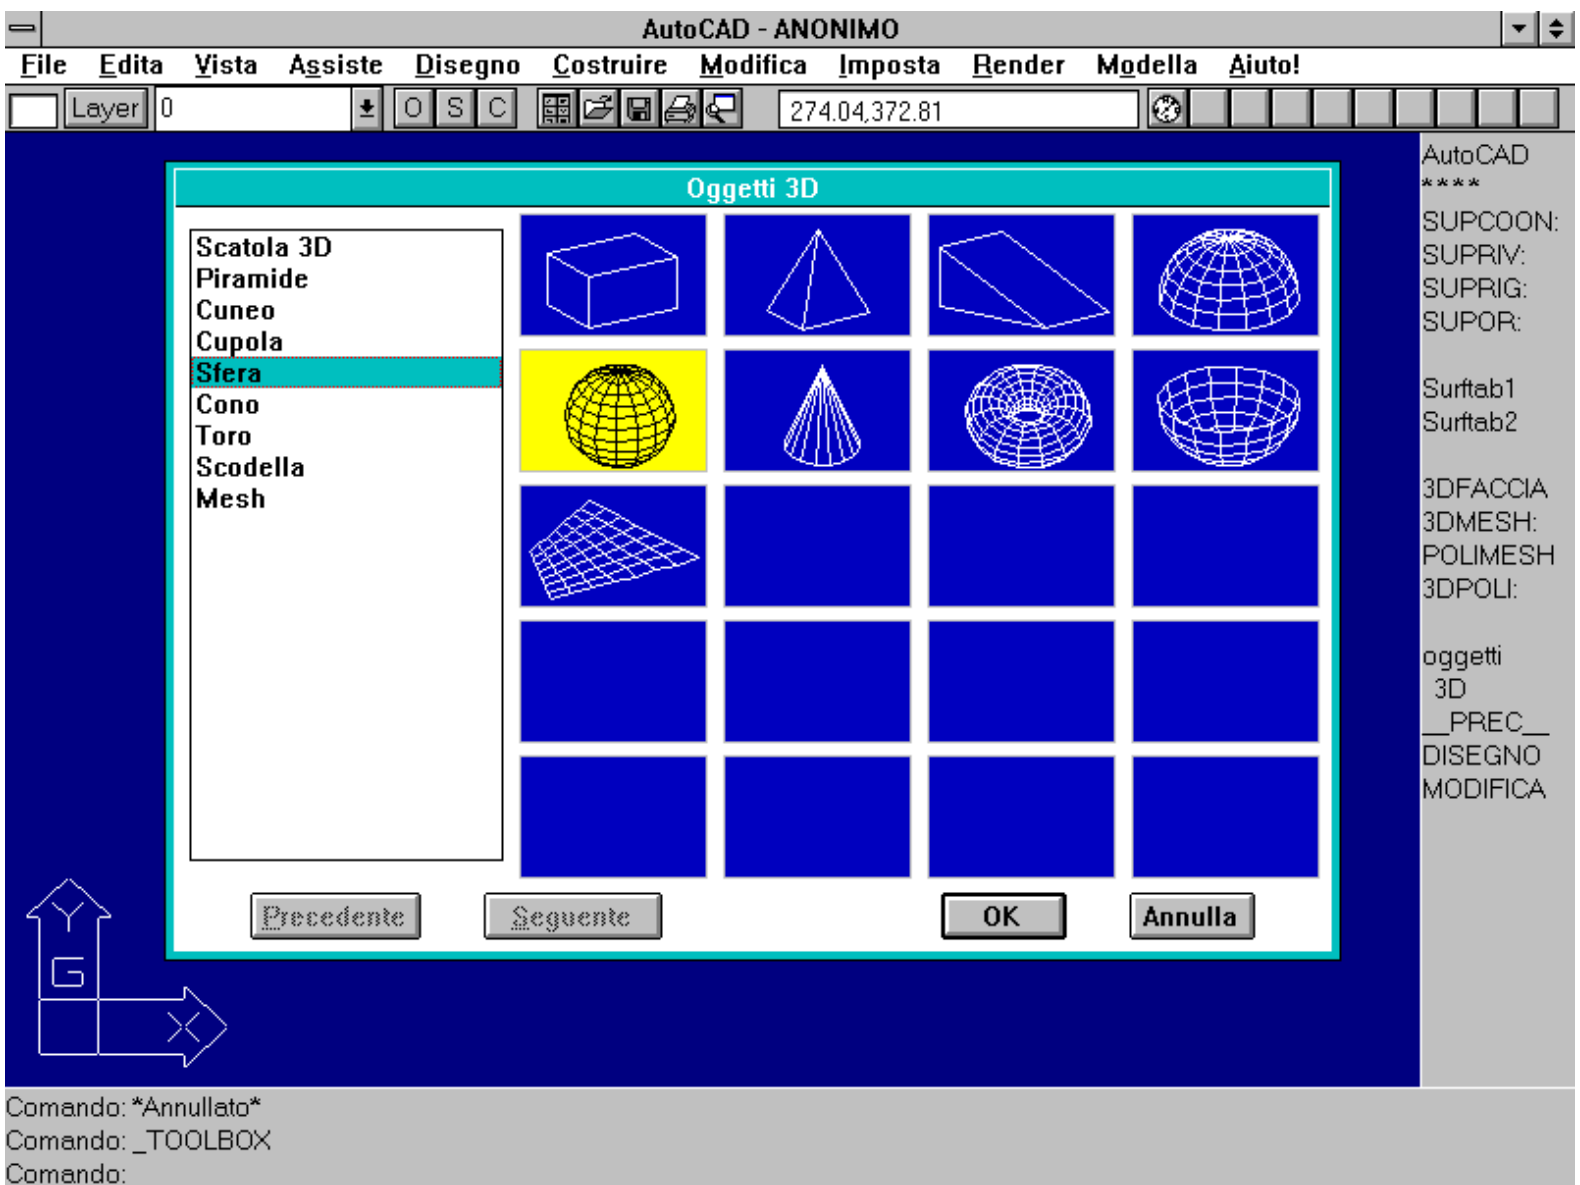 AutoCAD - ANONIMO
File Edita Vista Assiste Disegno Costruire Modifica Imposta Render Modella Aiuto!
Layer 0 O S C 274.04,372.81
Oggetti 3D
Scatola 3D
Piramide
Cuneo
Cupola
Sfera
Cono
Toro
Scodella
Mesh
Precedente Seguente OK Annulla
AutoCAD
****
SUPCOON:
SUPRIV:
SUPRIG:
SUPOR:
Surftab1
Surftab2
3DFACCIA
3DMESH:
POLIMESH
3DPOLI:
oggetti
3D
__PREC__
DISEGNO
MODIFICA
Y
G
X
Comando: *Annullato*
Comando: _TOOLBOX
Comando: